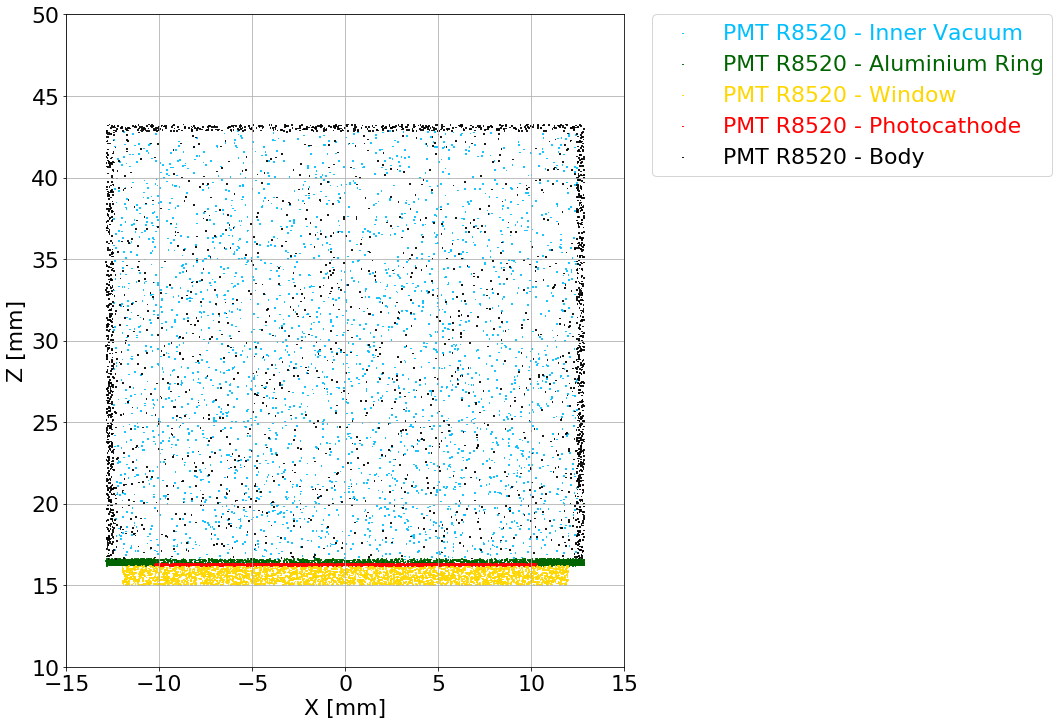 50
45
40
35
30
25
20
15
10
Z [mm]
−15
−10
−5
0
5
10
15
X [mm]
PMT R8520 - Inner Vacuum
PMT R8520 - Aluminium Ring
PMT R8520 - Window
PMT R8520 - Photocathode
PMT R8520 - Body